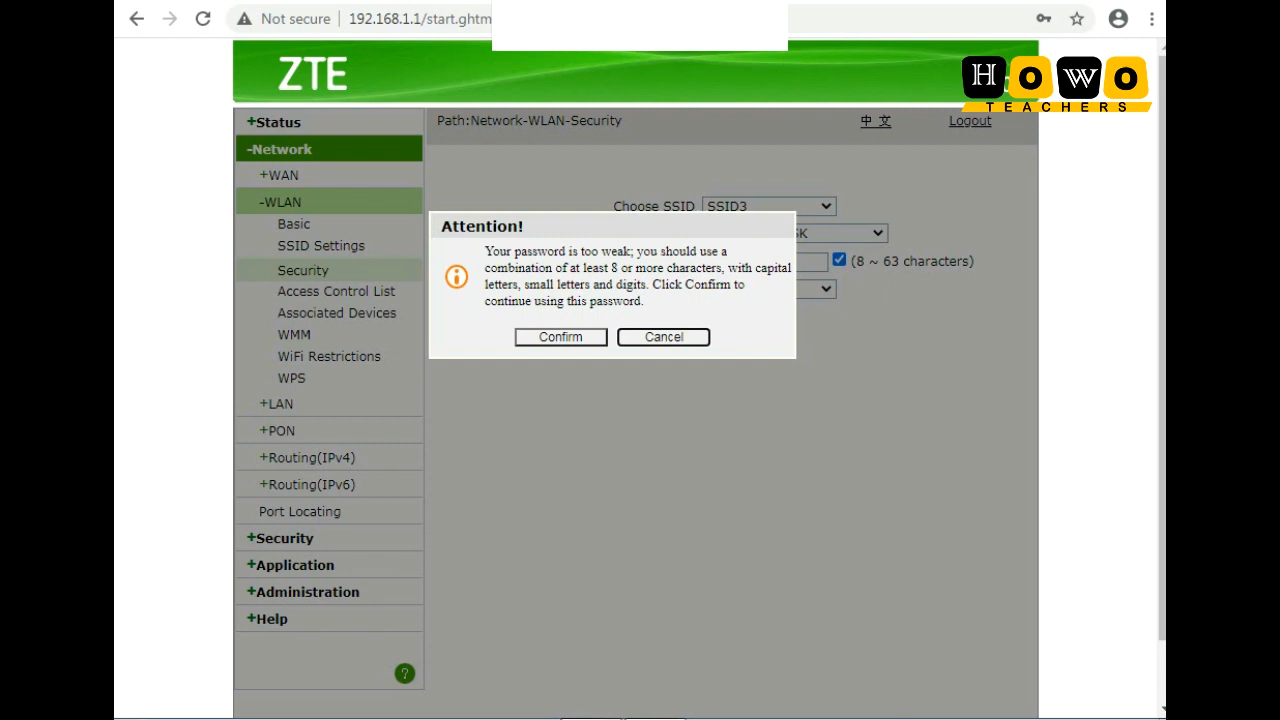 Not secure 192.168.1.1/start.ghtm
ZTE
HOWO
TEACHERS
+Status
Path:Network-WLAN-Security
中 文
Logout
-Network
+WAN
-WLAN
Choose SSID SSID3
Basic
SSID Settings
Security
Access Control List
Associated Devices
WMM
WiFi Restrictions
WPS
+LAN
+PON
+Routing(IPv4)
+Routing(IPv6)
Port Locating
+Security
+Application
+Administration
+Help
?
SK
(8 ~ 63 characters)
Attention!
Your password is too weak; you should use a
combination of at least 8 or more characters, with capital
letters, small letters and digits. Click Confirm to
continue using this password.
Confirm
Cancel